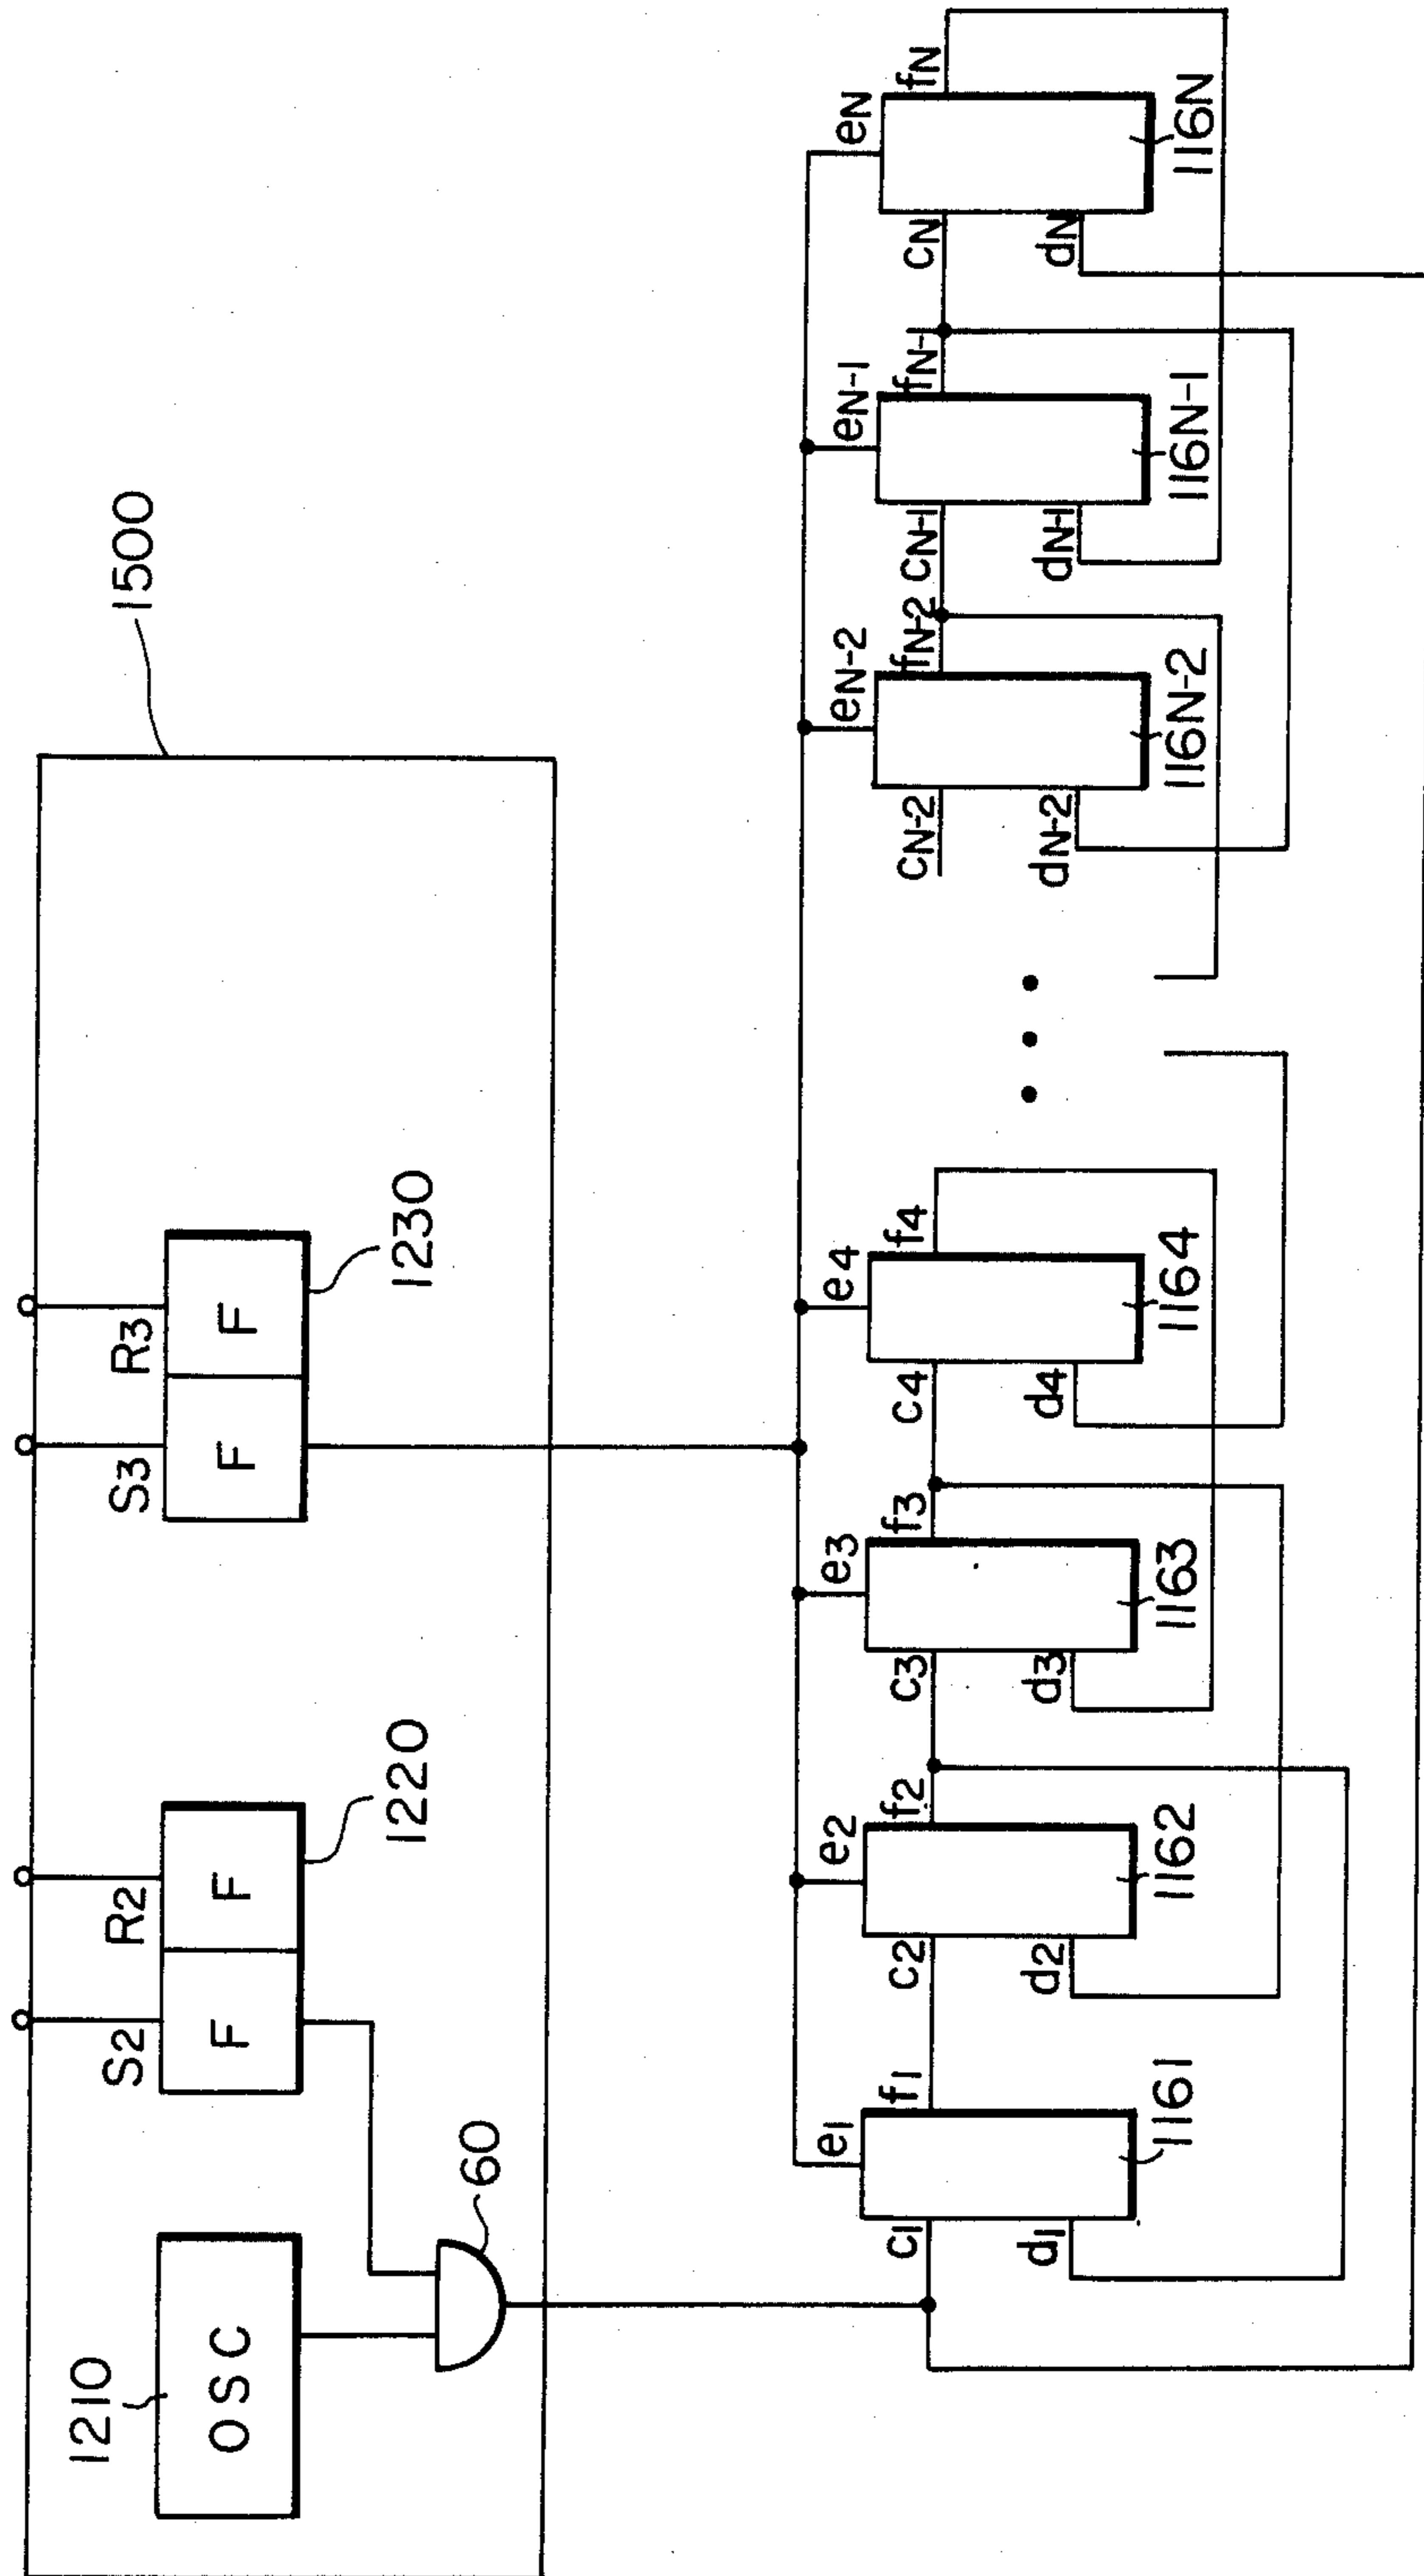 1500
1210
OSC
S2
R2
F
F
1220
60
S3
R3
F
F
1230
e1
c1
f1
d1
1161
e2
c2
f2
d2
1162
e3
c3
f3
d3
1163
e4
c4
f4
d4
1164
eN-2
cN-2
fN-2
dN-2
116N-2
eN-1
cN-1
fN-1
dN-1
116N-1
eN
cN
fN
dN
116N